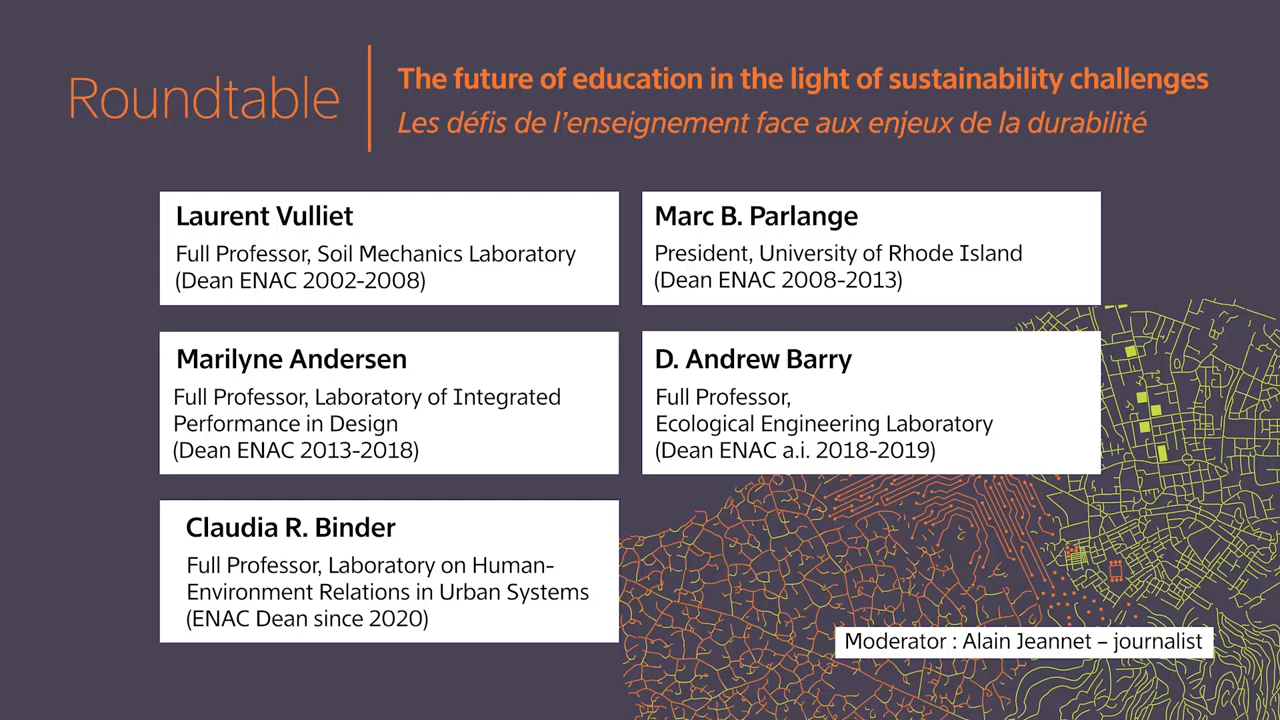 Roundtable
The future of education in the light of sustainability challenges
Les défis de l'enseignement face aux enjeux de la durabilité
Laurent Vulliet
Full Professor, Soil Mechanics Laboratory
(Dean ENAC 2002-2008)
Marc B. Parlange
President, University of Rhode Island
(Dean ENAC 2008-2013)
Marilyne Andersen
Full Professor, Laboratory of Integrated
Performance in Design
(Dean ENAC 2013-2018)
D. Andrew Barry
Full Professor,
Ecological Engineering Laboratory
(Dean ENAC a.i. 2018-2019)
Claudia R. Binder
Full Professor, Laboratory on Human-
Environment Relations in Urban Systems
(ENAC Dean since 2020)
Moderator : Alain Jeannet – journalist